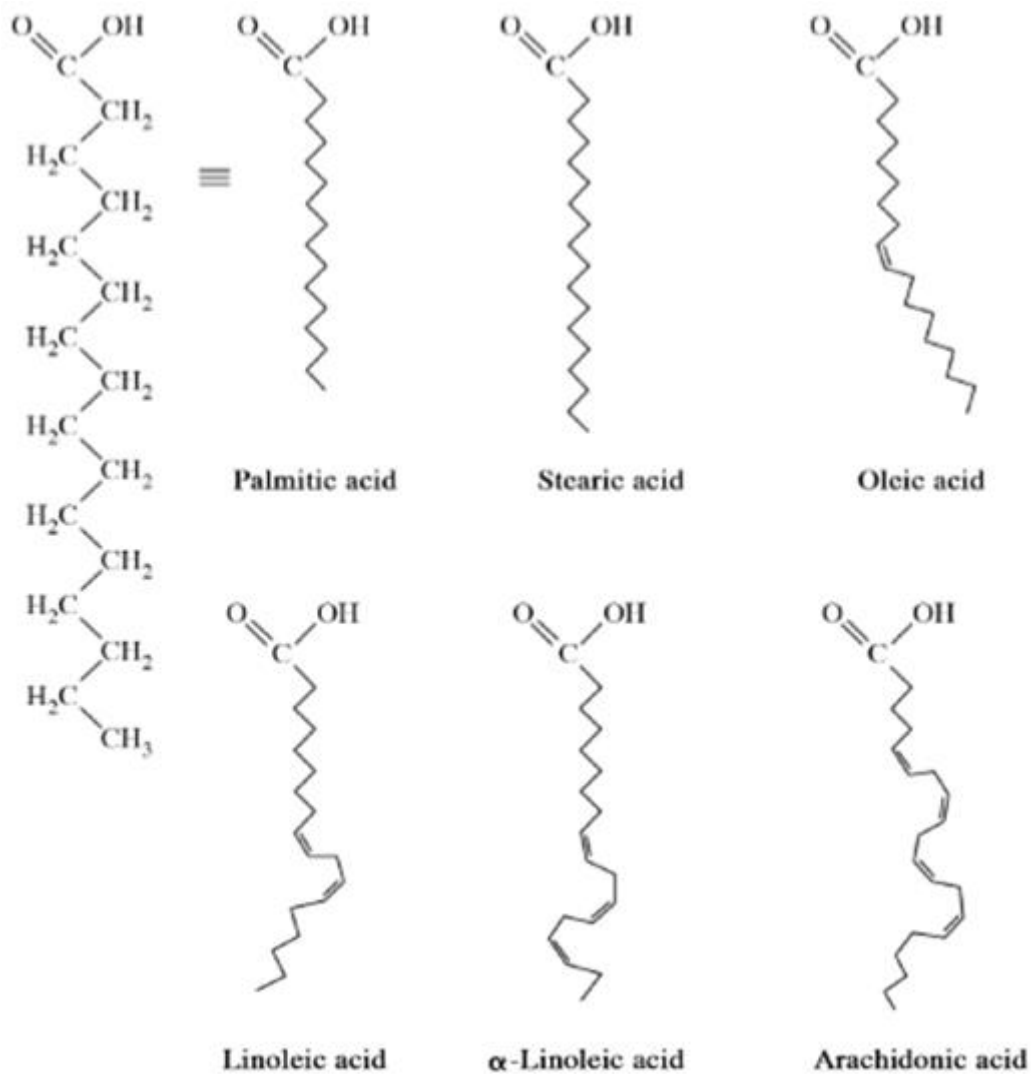 O OH O OH O OH O OH
C C C C
CH₂
H₂C
CH₂
H₂C
CH₂
H₂C
CH₂
H₂C
Palmitic acid Stearic acid Oleic acid
CH₂
H₂C
CH₂
H₂C
O OH O OH O OH
CH₂
C C C
H₂C
CH₃
Linoleic acid α-Linoleic acid Arachidonic acid